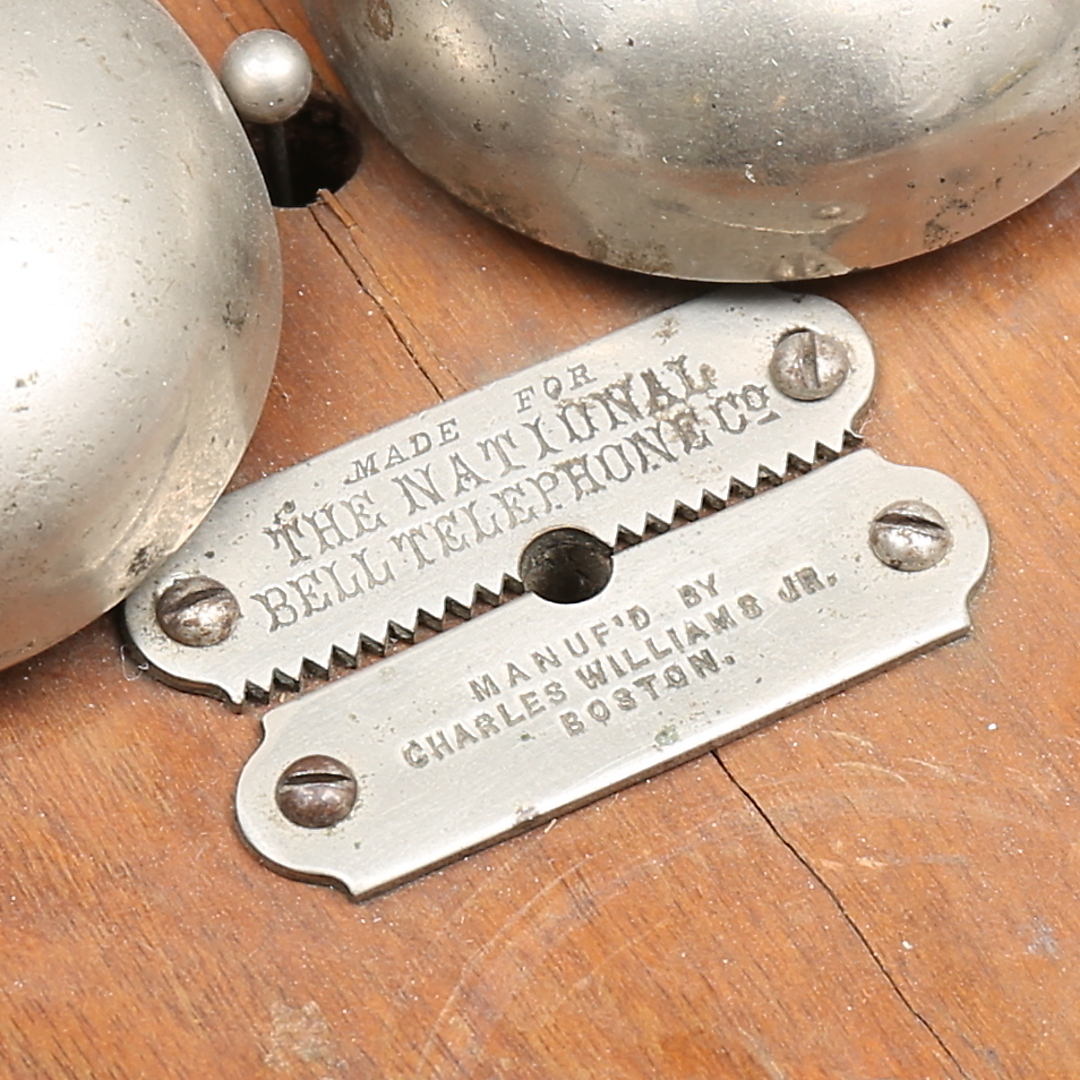 MADE FOR
THE NATIONAL
BELL TELEPHONE Co
MANUF'D BY
CHARLES WILLIAMS JR.
BOSTON.